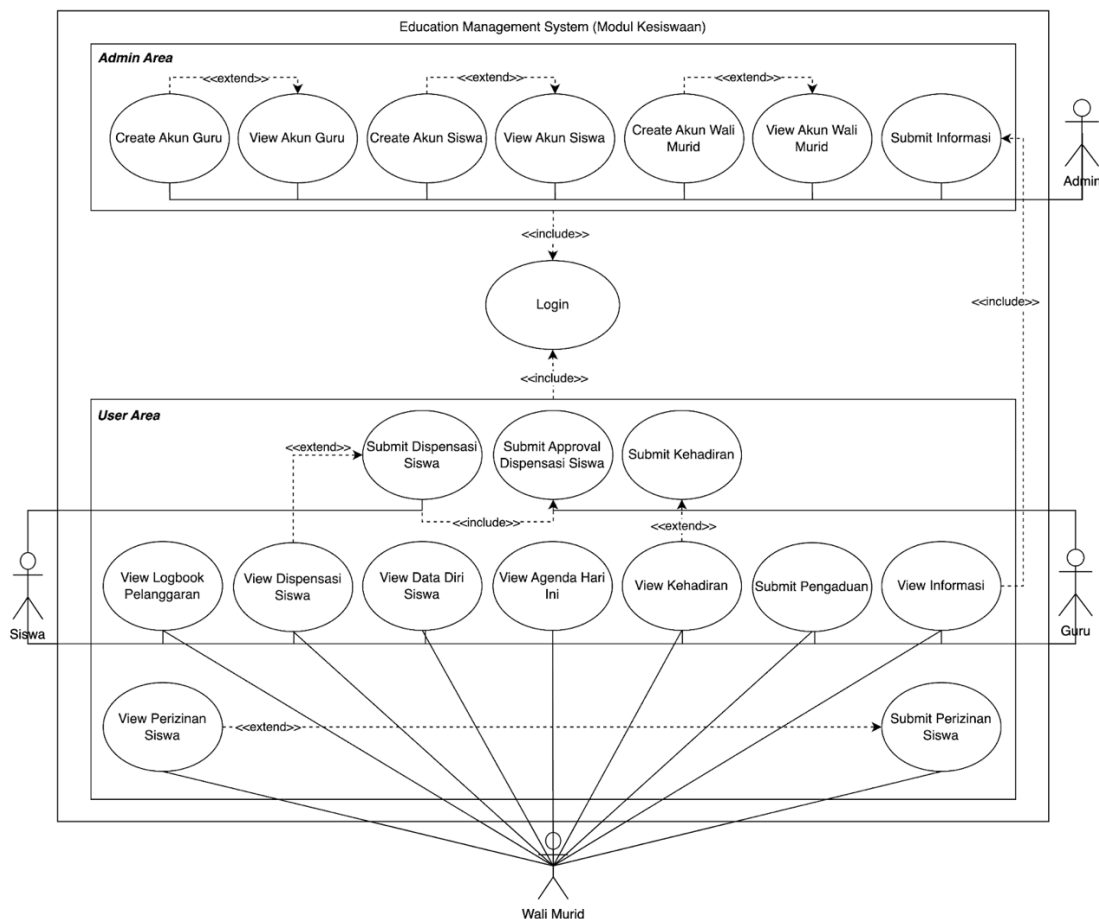 Education Management System (Modul Kesiswaan)
Admin Area
<<extend>>
<<extend>>
<<extend>>
Create Akun Guru
View Akun Guru
Create Akun Siswa
View Akun Siswa
Create Akun Wali
Murid
View Akun Wali
Murid
Submit Informasi
Admin
<<include>>
Login
<<include>>
<<include>>
User Area
<<extend>>
Submit Dispensasi
Siswa
Submit Approval
Dispensasi Siswa
Submit Kehadiran
<<include>>
<<extend>>
View Logbook
Pelanggaran
View Dispensasi
Siswa
View Data Diri
Siswa
View Agenda Hari
Ini
View Kehadiran
Submit Pengaduan
View Informasi
Siswa
Guru
View Perizinan
Siswa
<<extend>>
Submit Perizinan
Siswa
Wali Murid